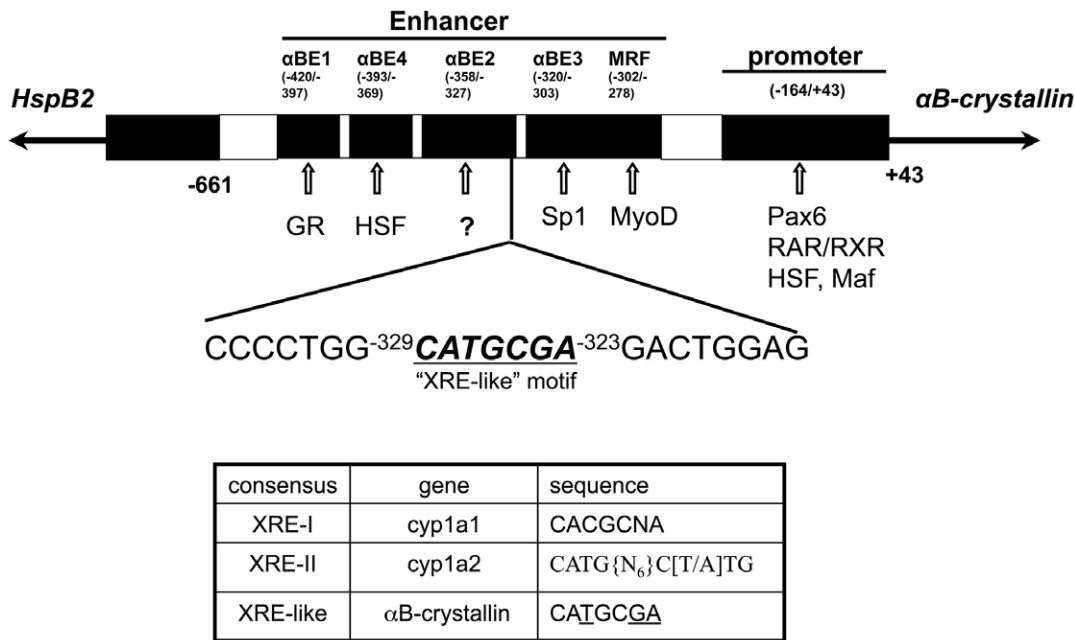 Enhancer
αBE1 αBE4 αBE2 αBE3 MRF promoter
(-420/- (-393/- (-358/- (-320/- (-302/- (-164/+43)
397) 369) 327) 303) 278)
HspB2 αB-crystallin
-661 +43
GR HSF ? Sp1 MyoD Pax6
RAR/RXR
HSF, Maf
CCCCTGG-329CATGCGA-323GACTGGAG
“XRE-like” motif
consensus gene sequence
XRE-I cyp1a1 CACGCNA
XRE-II cyp1a2 CATG{N6}C[T/A]TG
XRE-like αB-crystallin CATGCGA